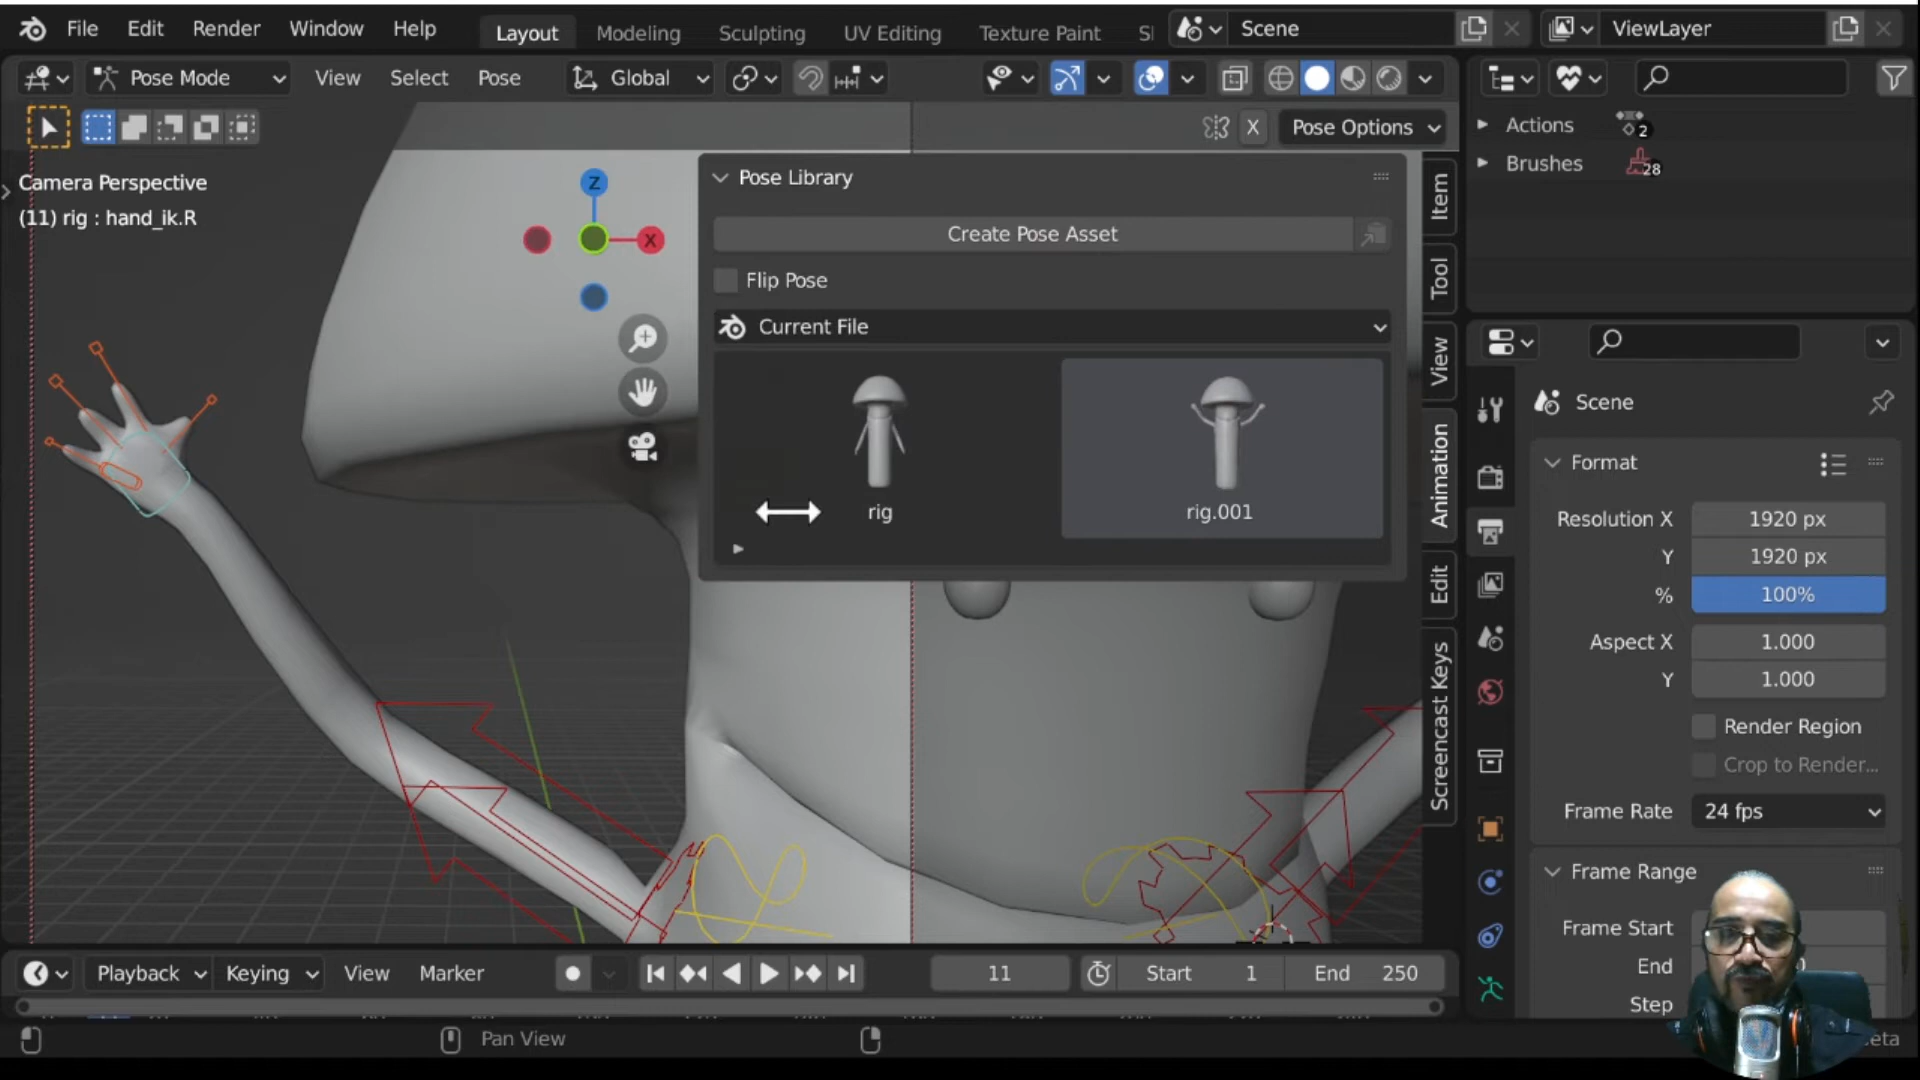 File Edit Render Window Help Layout Modeling Sculpting UV Editing Texture Paint Scene ViewLayer
Pose Mode View Select Pose Global
X Pose Options
Camera Perspective
(11) rig : hand_ik.R
Z
X
Pose Library
Create Pose Asset
Flip Pose
Current File
rig
rig.001
Item
Tool
View
Animation
Edit
Screencast Keys
Actions 2
Brushes 28
Scene
Format
Resolution X 1920 px
Y 1920 px
% 100%
Aspect X 1.000
Y 1.000
Render Region
Crop to Render...
Frame Rate 24 fps
Frame Range
Frame Start
End
Step
Playback Keying View Marker 11 Start 1 End 250
Pan View